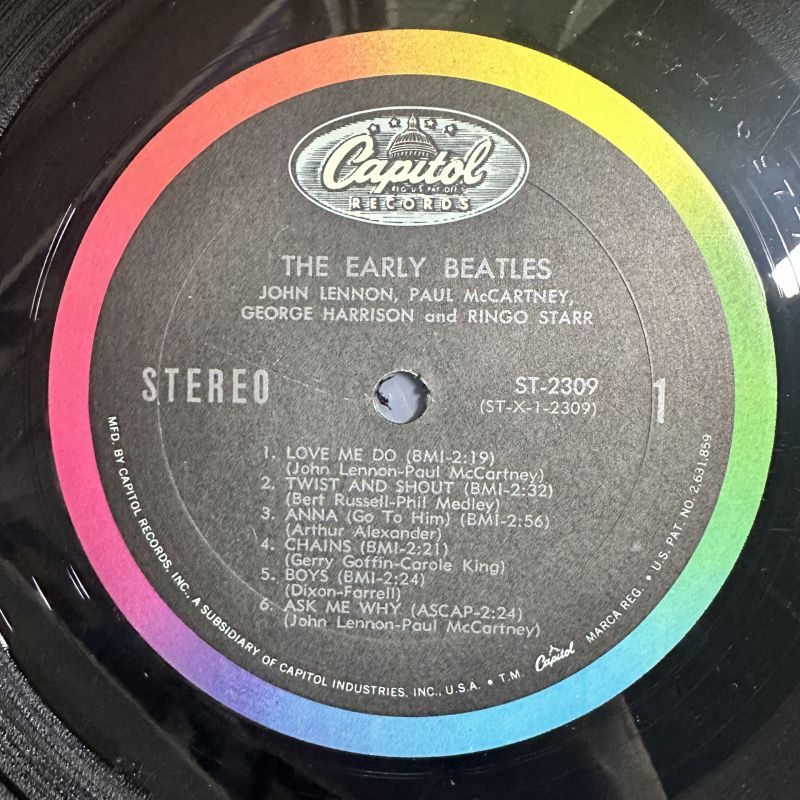 Capitol
REG. U.S. PAT. OFF.
RECORDS
THE EARLY BEATLES
JOHN LENNON, PAUL McCARTNEY,
GEORGE HARRISON and RINGO STARR
STEREO
ST-2309
(ST-X-1-2309)
1
1. LOVE ME DO (BMI-2:19)
(John Lennon-Paul McCartney)
2. TWIST AND SHOUT (BMI-2:32)
(Bert Russell-Phil Medley)
3. ANNA (Go To Him) (BMI-2:56)
(Arthur Alexander)
4. CHAINS (BMI-2:21)
(Gerry Goffin-Carole King)
5. BOYS (BMI-2:24)
(Dixon-Farrell)
6. ASK ME WHY (ASCAP-2:24)
(John Lennon-Paul McCartney)
MFD. BY CAPITOL RECORDS, INC., A SUBSIDIARY OF CAPITOL INDUSTRIES, INC., U.S.A. • T.M. Capitol MARCA REG. • U.S. PAT. NO. 2,631,859